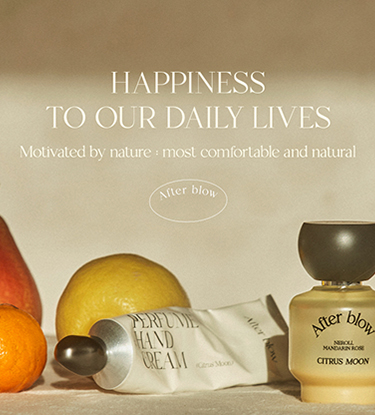 HAPPINESS
TO OUR DAILY LIVES
Motivated by nature : most comfortable and natural
After blow
PERFUME
HAND
CREAM
(Citrus Moon)
After blow
After blow
NEROLI
MANDARIN ROSE
CITRUS MOON